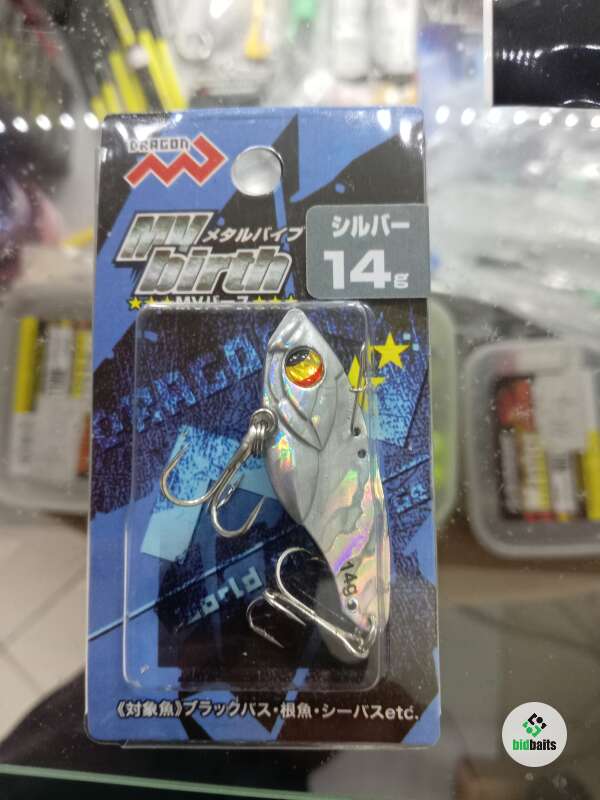 DRAGON
MV
メタルバイブ
birth
★★★MVバース★★★
シルバー
14g
DRAGO
14g
《対象魚》ブラックバス・根魚・シーバスetc.
bidbaits